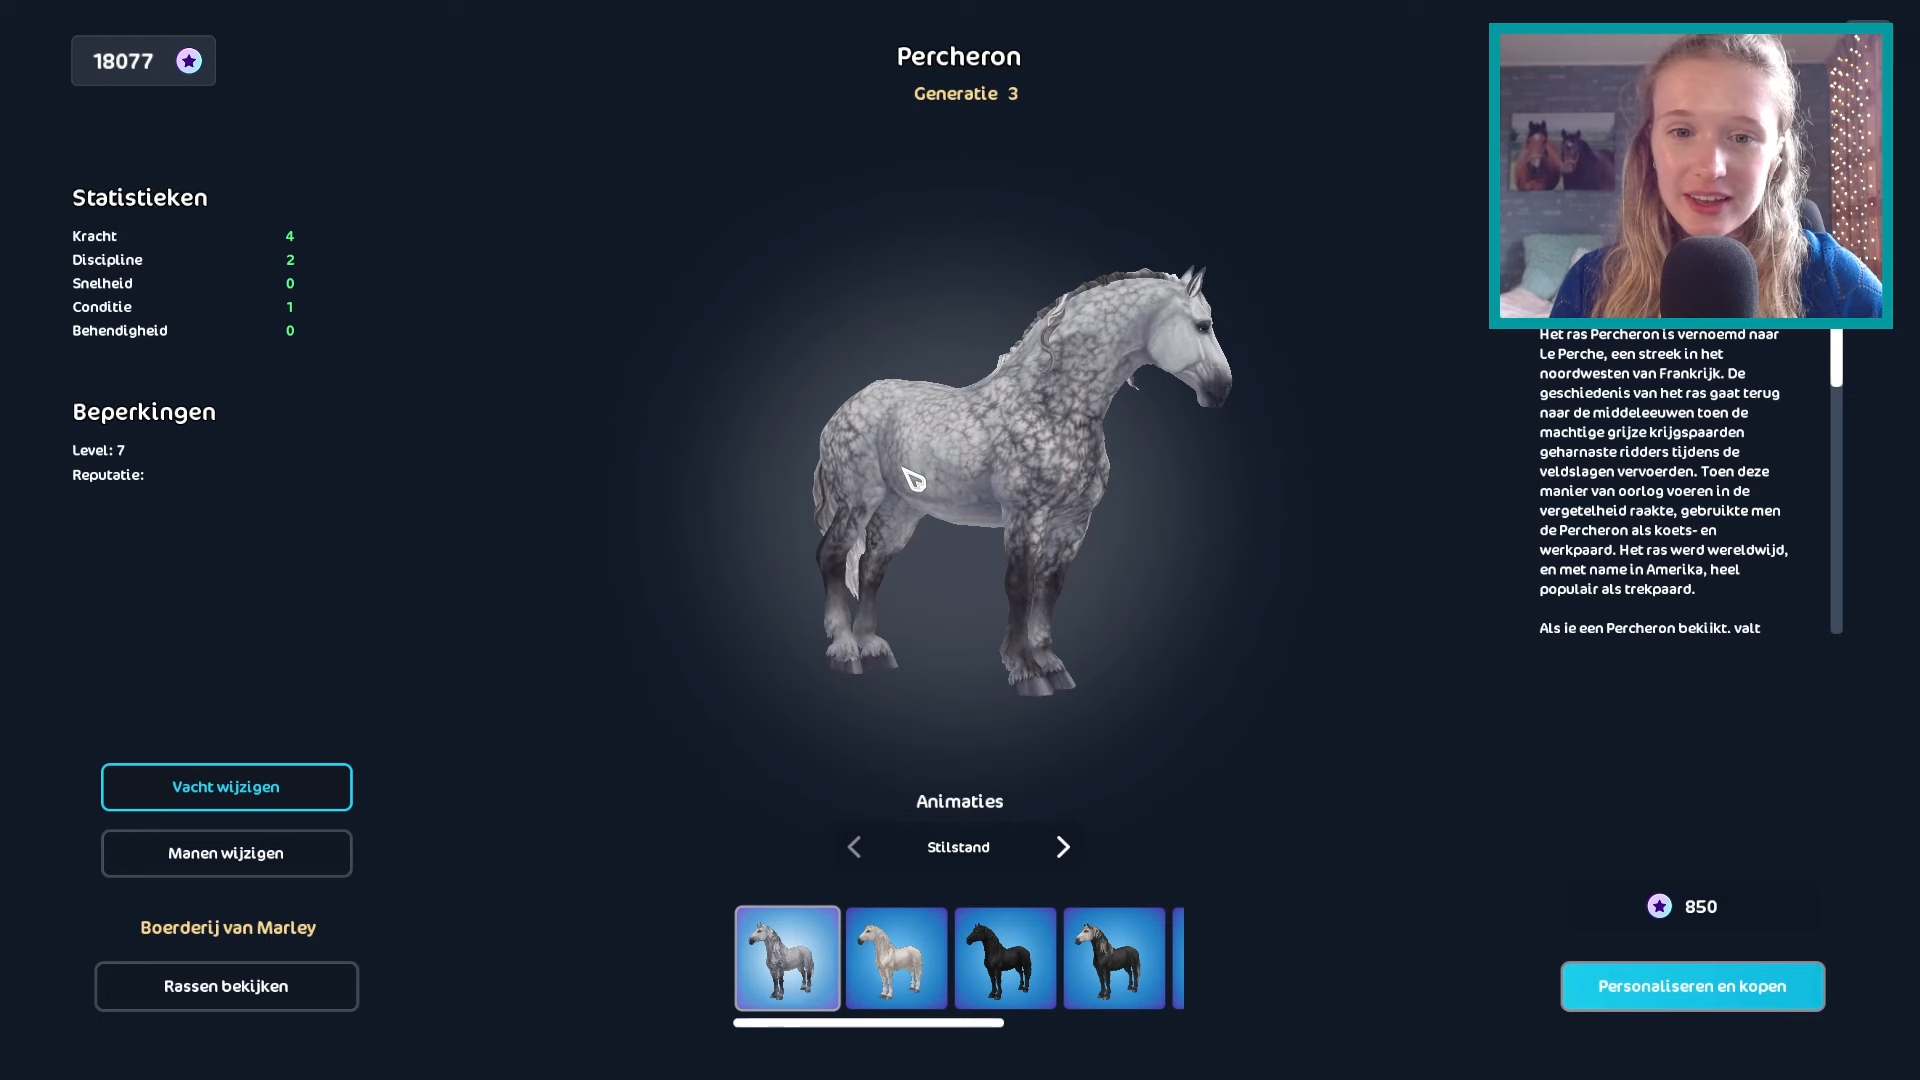 18077
Percheron
Generatie 3
Statistieken
Kracht 4
Discipline 2
Snelheid 0
Conditie 1
Behendigheid 0
Beperkingen
Level: 7
Reputatie:
Het ras Percheron is vernoemd naar
Le Perche, een streek in het
noordwesten van Frankrijk. De
geschiedenis van het ras gaat terug
naar de middeleeuwen toen de
machtige grijze krijgspaarden
geharnaste ridders tijdens de
veldslagen vervoerden. Toen deze
manier van oorlog voeren in de
vergetelheid raakte, gebruikte men
de Percheron als koets- en
werkpaard. Het ras werd wereldwijd,
en met name in Amerika, heel
populair als trekpaard.
Als je een Percheron bekijkt, valt
Vacht wijzigen
Manen wijzigen
Boerderij van Marley
Rassen bekijken
Animaties
Stilstand
850
Personaliseren en kopen